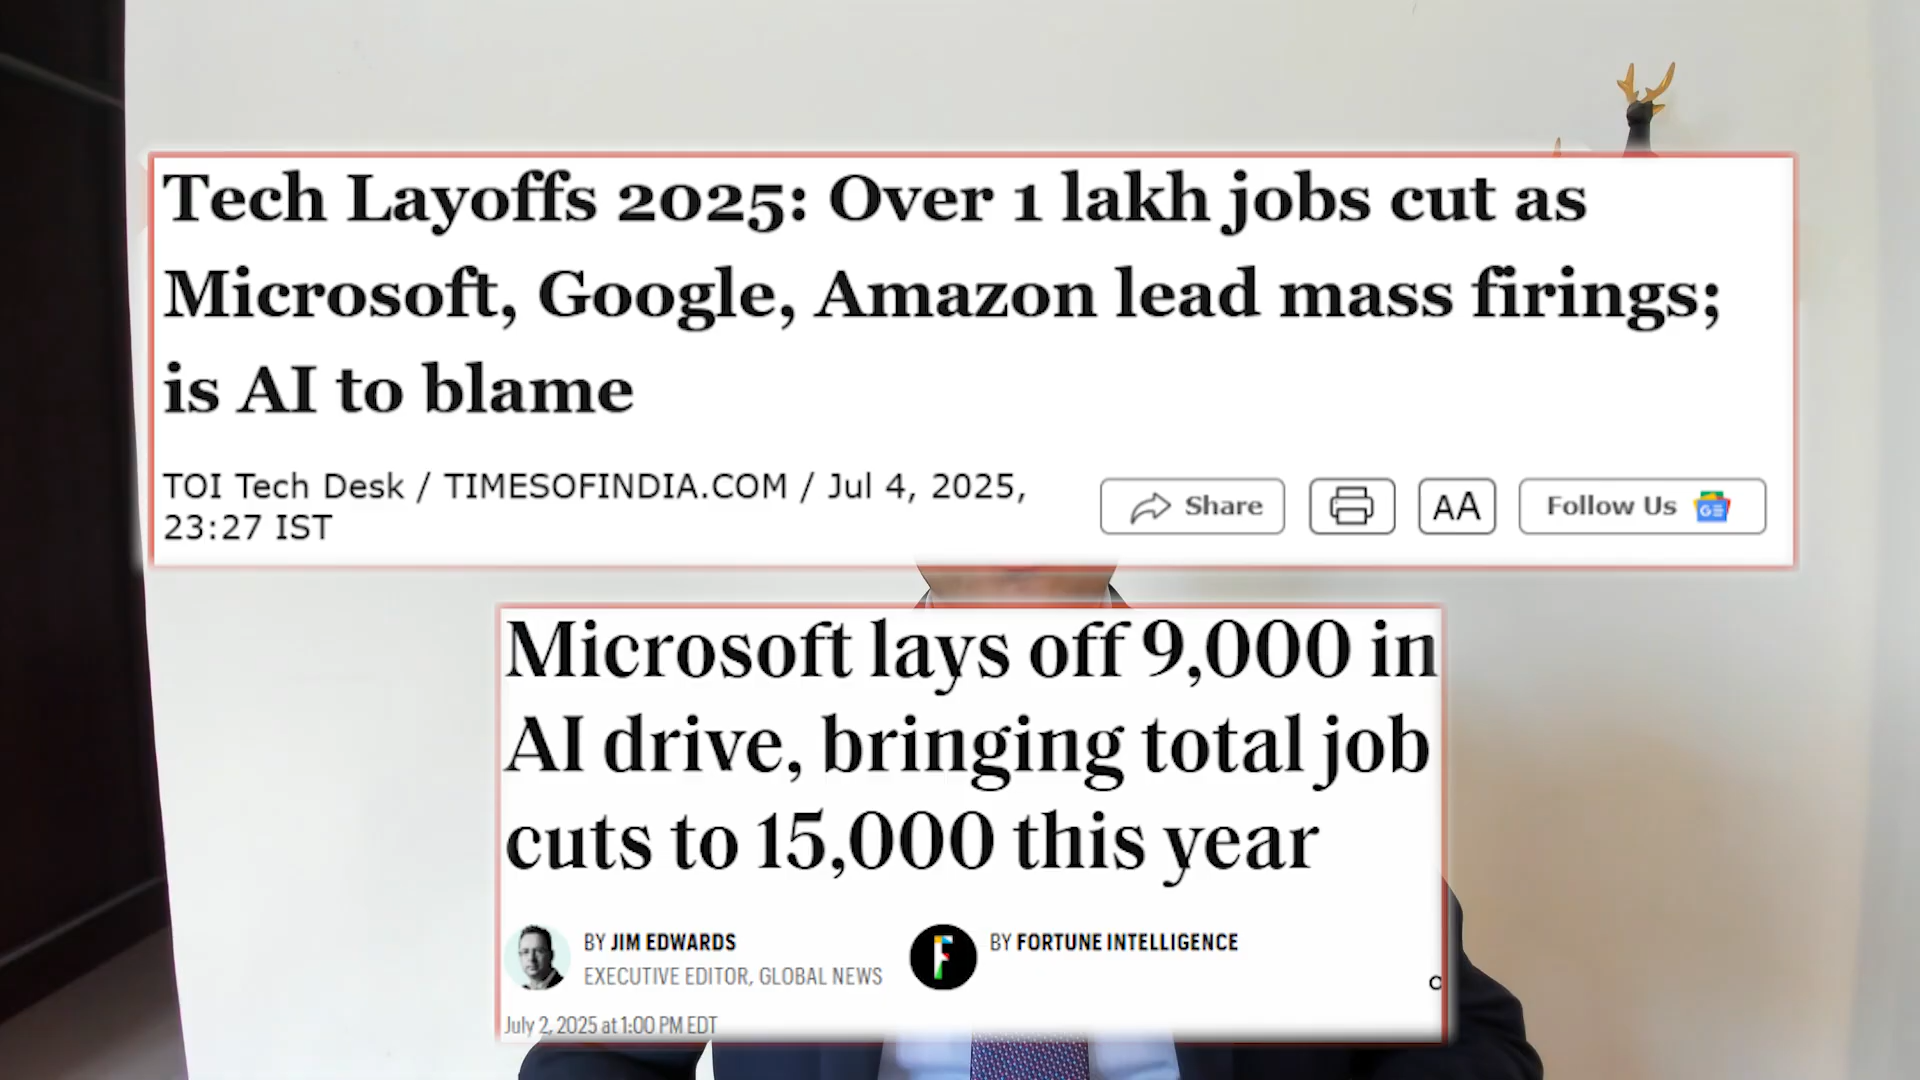 Tech Layoffs 2025: Over 1 lakh jobs cut as
Microsoft, Google, Amazon lead mass firings;
is AI to blame
TOI Tech Desk / TIMESOFINDIA.COM / Jul 4, 2025,
23:27 IST
Share
AA
Follow Us
GE
Microsoft lays off 9,000 in
AI drive, bringing total job
cuts to 15,000 this year
BY JIM EDWARDS
EXECUTIVE EDITOR, GLOBAL NEWS
F
BY FORTUNE INTELLIGENCE
July 2, 2025 at 1:00 PM EDT